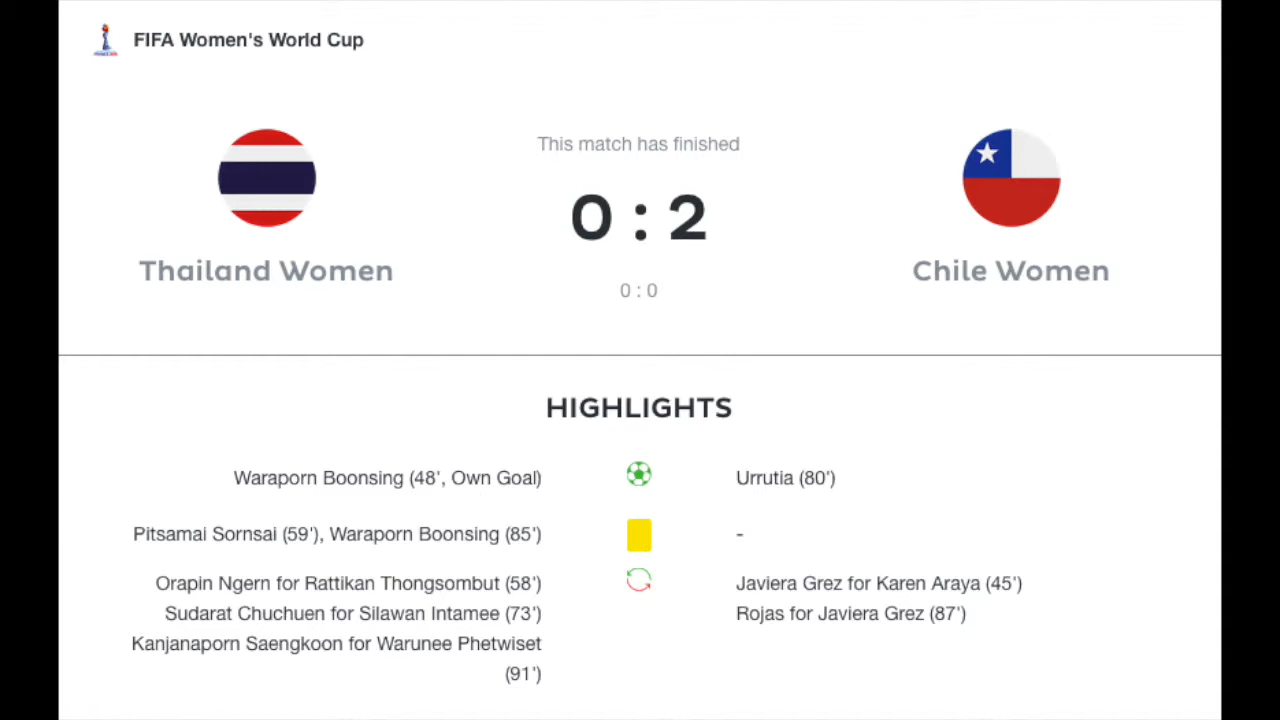 FIFA Women's World Cup
This match has finished
0 : 2
Thailand Women
Chile Women
0 : 0
HIGHLIGHTS
Waraporn Boonsing (48', Own Goal)
Urrutia (80')
Pitsamai Sornsai (59'), Waraporn Boonsing (85')
-
Orapin Ngern for Rattikan Thongsombut (58')
Javiera Grez for Karen Araya (45')
Sudarat Chuchuen for Silawan Intamee (73')
Rojas for Javiera Grez (87')
Kanjanaporn Saengkoon for Warunee Phetwiset
(91')